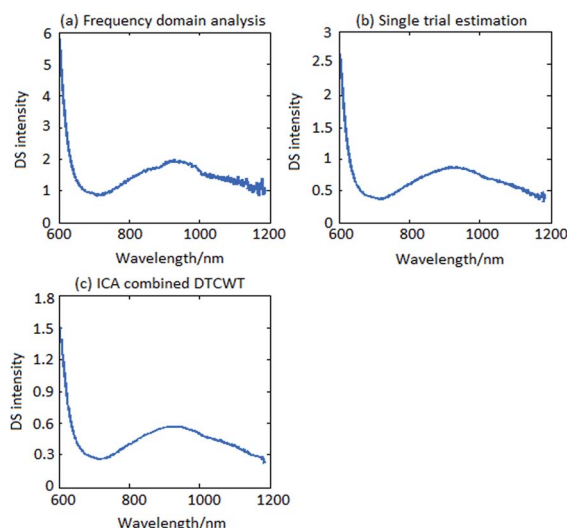 (a) Frequency domain analysis
6
5
4
3
2
1
0
DS intensity
600 800 1000 1200
Wavelength/nm
(b) Single trial estimation
3
2.5
2
1.5
1
0.5
0
DS intensity
600 800 1000 1200
Wavelength/nm
(c) ICA combined DTCWT
1.8
1.5
1.2
0.9
0.6
0.3
0
DS intensity
600 800 1000 1200
Wavelength/nm